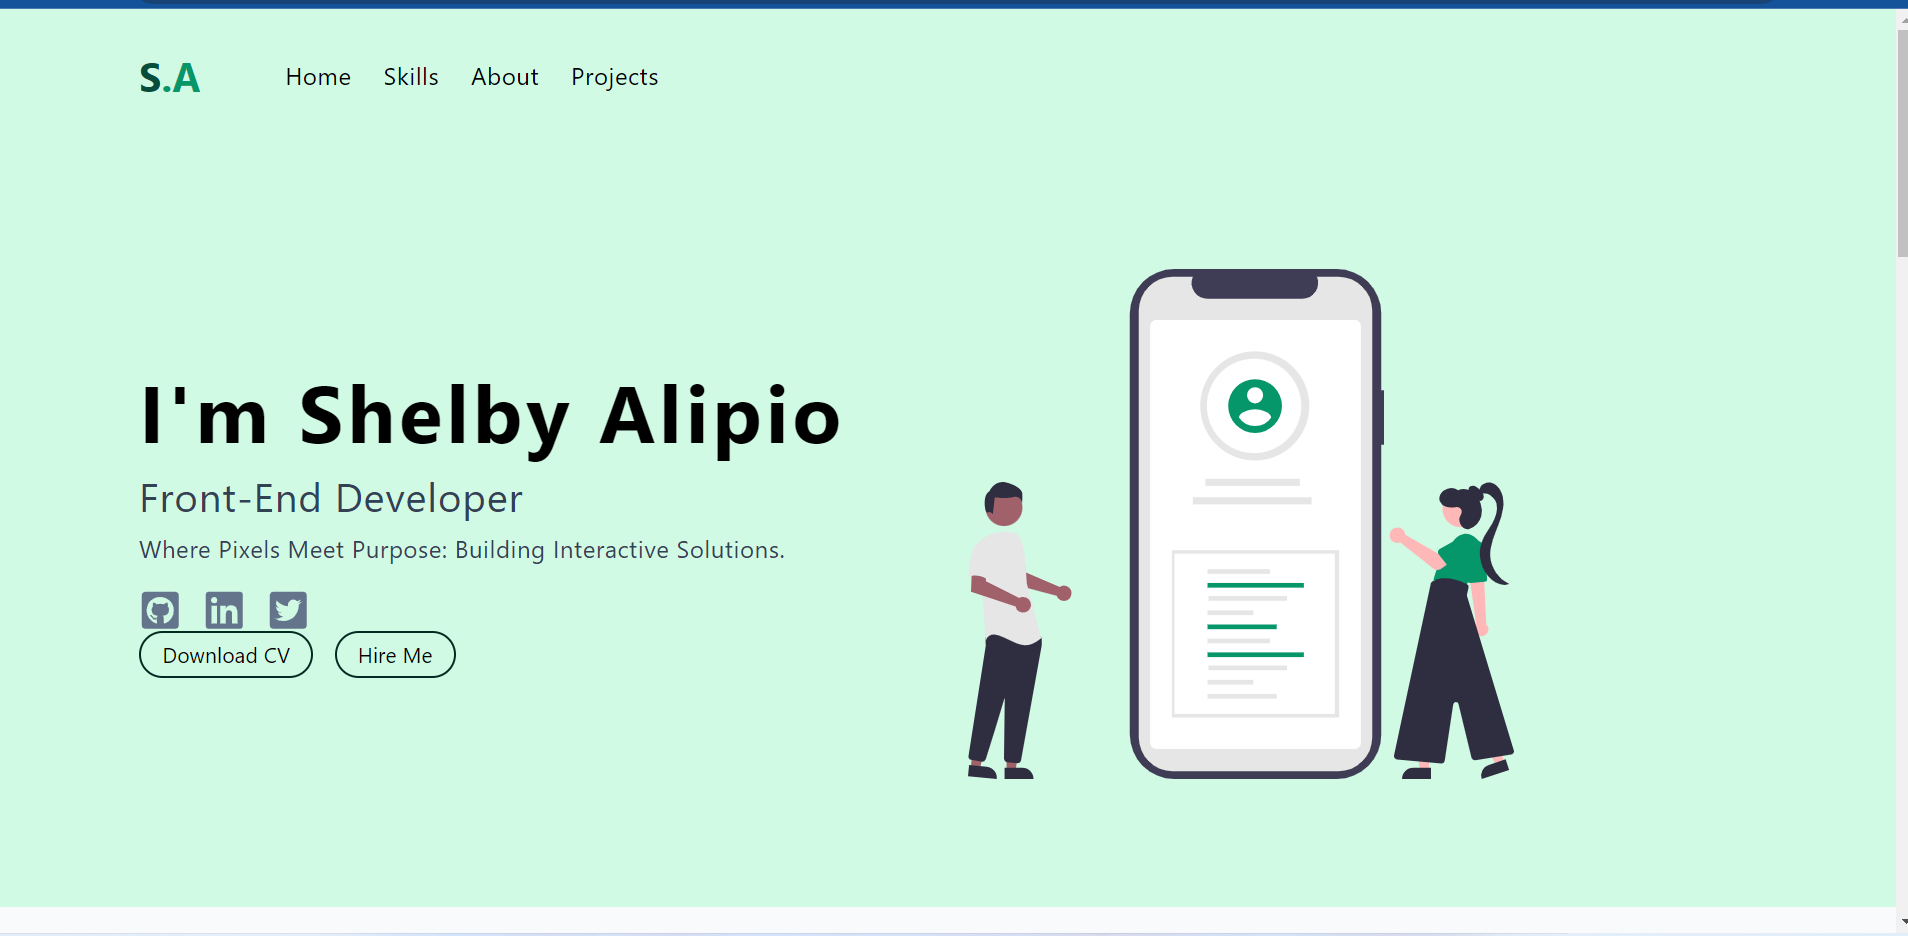 S.A Home Skills About Projects
I'm Shelby Alipio
Front-End Developer
Where Pixels Meet Purpose: Building Interactive Solutions.
in
Download CV Hire Me